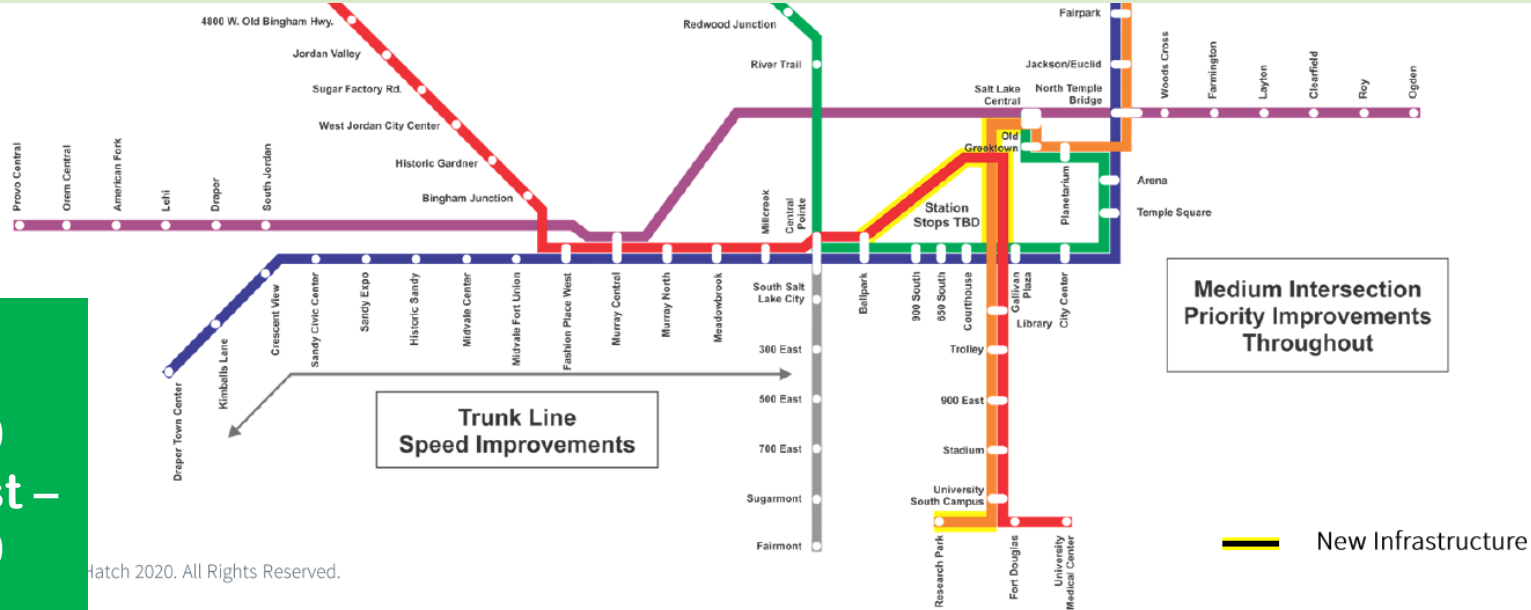 4800 W. Old Bingham Hwy.
Jordan Valley
Sugar Factory Rd.
West Jordan City Center
Historic Gardner
Bingham Junction
Redwood Junction
River Trail
Fairpark
Jackson/Euclid
North Temple
Bridge
Salt Lake
Central
Old
Greektown
Woods Cross
Farmington
Layton
Clearfield
Roy
Ogden
Provo Central
Orem Central
American Fork
Lehi
Draper
South Jordan
Millcreek
Central
Pointe
Station
Stops TBD
Planetarium
Arena
Temple Square
Draper Town Center
Kimballs Lane
Crescent View
Sandy Civic Center
Sandy Expo
Historic Sandy
Midvale Center
Midvale Fort Union
Fashion Place West
Murray Central
Murray North
Meadowbrook
South Salt
Lake City
300 East
500 East
700 East
Sugarmont
Fairmont
Ballpark
900 South
650 South
Courthouse
Gallivan
Plaza
City Center
Library
Trolley
900 East
Stadium
University
South Campus
Research Park
Fort Douglas
University
Medical Center
Trunk Line
Speed Improvements
Medium Intersection
Priority Improvements
Throughout
New Infrastructure
Hatch 2020. All Rights Reserved.